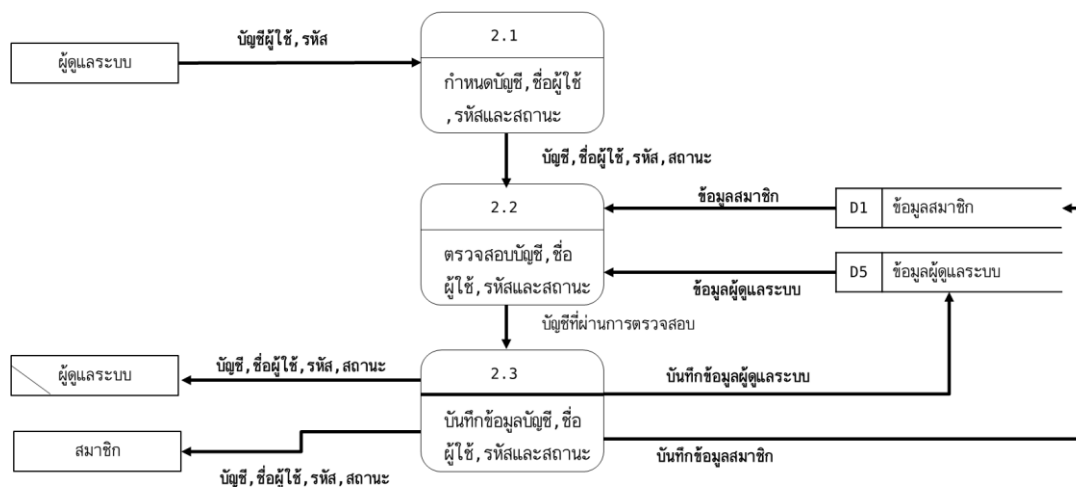 บัญชีผู้ใช้,รหัส
ผู้ดูแลระบบ
2.1
กำหนดบัญชี,ชื่อผู้ใช้
,รหัสและสถานะ
บัญชี,ชื่อผู้ใช้,รหัส,สถานะ
2.2
ตรวจสอบบัญชี,ชื่อ
ผู้ใช้,รหัสและสถานะ
ข้อมูลสมาชิก
D1 ข้อมูลสมาชิก
D5 ข้อมูลผู้ดูแลระบบ
ข้อมูลผู้ดูแลระบบ
บัญชีที่ผ่านการตรวจสอบ
2.3
บันทึกข้อมูลบัญชี,ชื่อ
ผู้ใช้,รหัสและสถานะ
บัญชี,ชื่อผู้ใช้,รหัส,สถานะ
ผู้ดูแลระบบ
บันทึกข้อมูลผู้ดูแลระบบ
สมาชิก
บัญชี,ชื่อผู้ใช้,รหัส,สถานะ
บันทึกข้อมูลสมาชิก